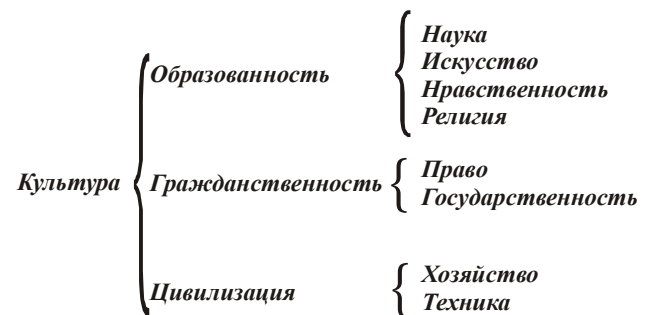 Наука
Искусство
Образованность
Нравственность
Религия
Право
Культура Гражданственность
Государственность
Хозяйство
Цивилизация
Техника